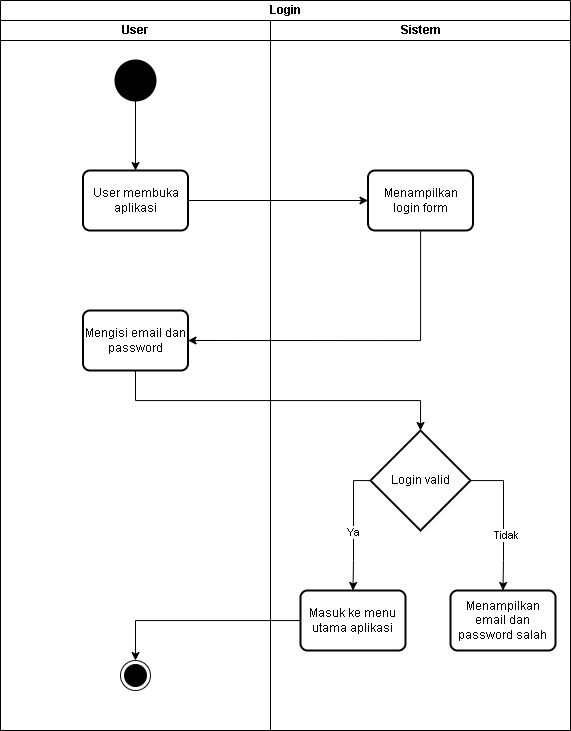 Login
User
Sistem
User membuka
aplikasi
Menampilkan
login form
Mengisi email dan
password
Login valid
Ya
Tidak
Masuk ke menu
utama aplikasi
Menampilkan
email dan
password salah